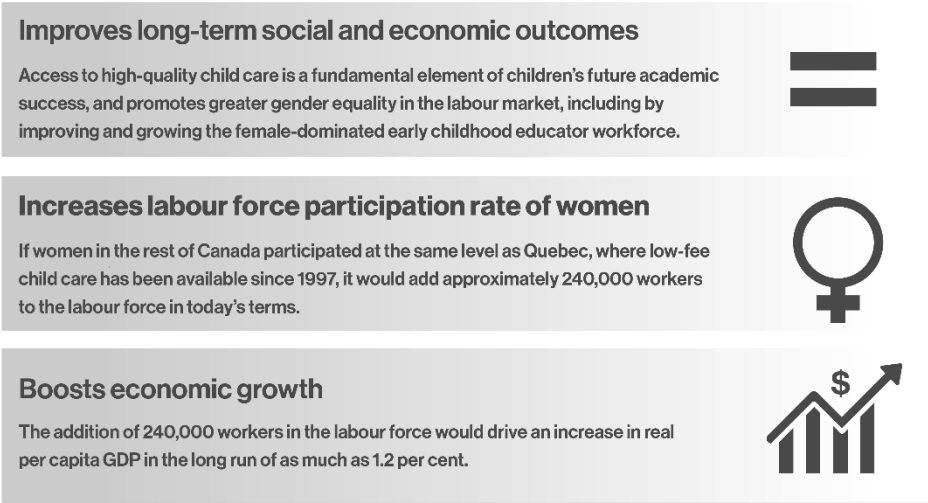 Improves long-term social and economic outcomes
Access to high-quality child care is a fundamental element of children’s future academic
success, and promotes greater gender equality in the labour market, including by
improving and growing the female-dominated early childhood educator workforce.
Increases labour force participation rate of women
If women in the rest of Canada participated at the same level as Quebec, where low-fee
child care has been available since 1997, it would add approximately 240,000 workers
to the labour force in today’s terms.
Boosts economic growth
$
The addition of 240,000 workers in the labour force would drive an increase in real
per capita GDP in the long run of as much as 1.2 per cent.